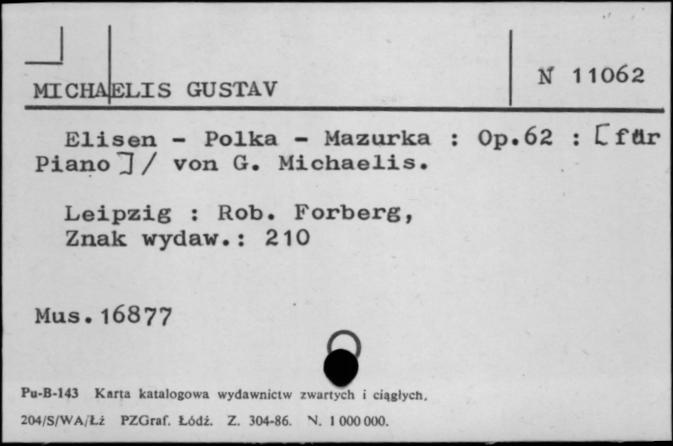 MICHAELIS GUSTAV
N 11062
Elisen - Polka - Mazurka : Op.62 : [für
Piano]/ von G. Michaelis.
Leipzig : Rob. Forberg,
Znak wydaw.: 210
Mus.16877
Pu-B-143 Karta katalogowa wydawnictw zwartych i ciągłych.
204/S/WA/Łż PZGraf. Łódź. Z. 304-86. N. 1 000 000.